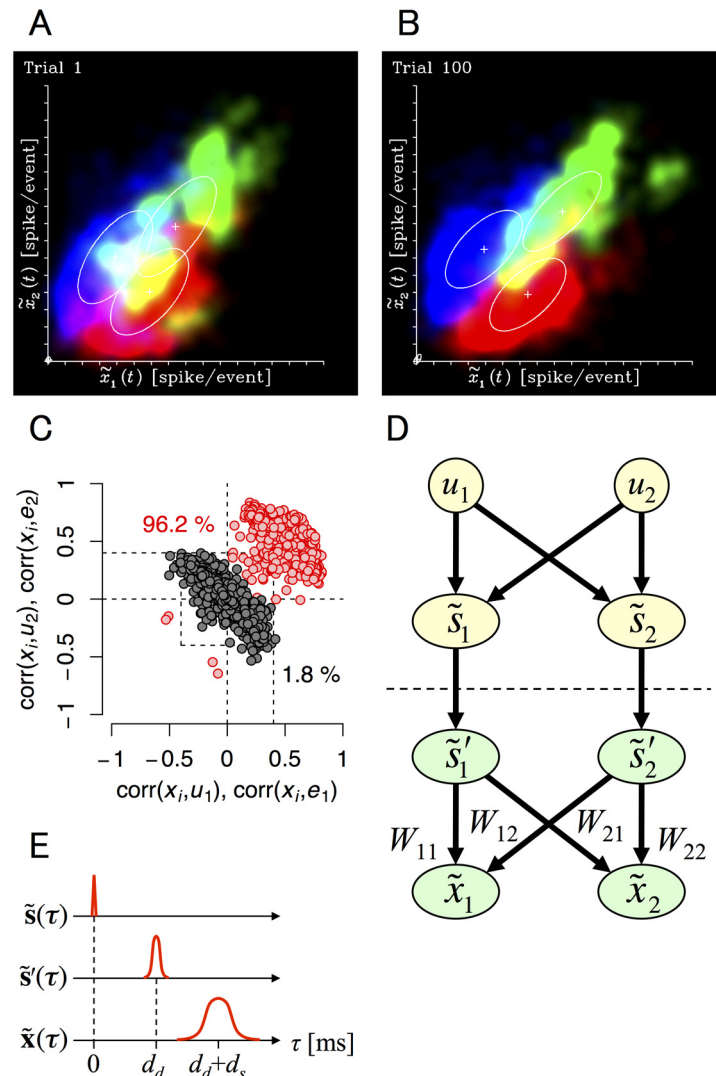 A
B
Trial 1
x̃₂(t) [spike/event]
x̃₁(t) [spike/event]
Trial 100
x̃₂(t) [spike/event]
x̃₁(t) [spike/event]
C
corr(xᵢ,u₂), corr(xᵢ,e₂)
1
0.5
0
−0.5
−1
96.2 %
1.8 %
−1 −0.5 0 0.5 1
corr(xᵢ,u₁), corr(xᵢ,e₁)
D
u₁ u₂
s̃₁ s̃₂
s̃′₁ s̃′₂
W₁₁ W₁₂ W₂₁ W₂₂
x̃₁ x̃₂
E
s̃(τ)
s̃′(τ)
x̃(τ)
τ [ms]
0 d_d d_d+d_s